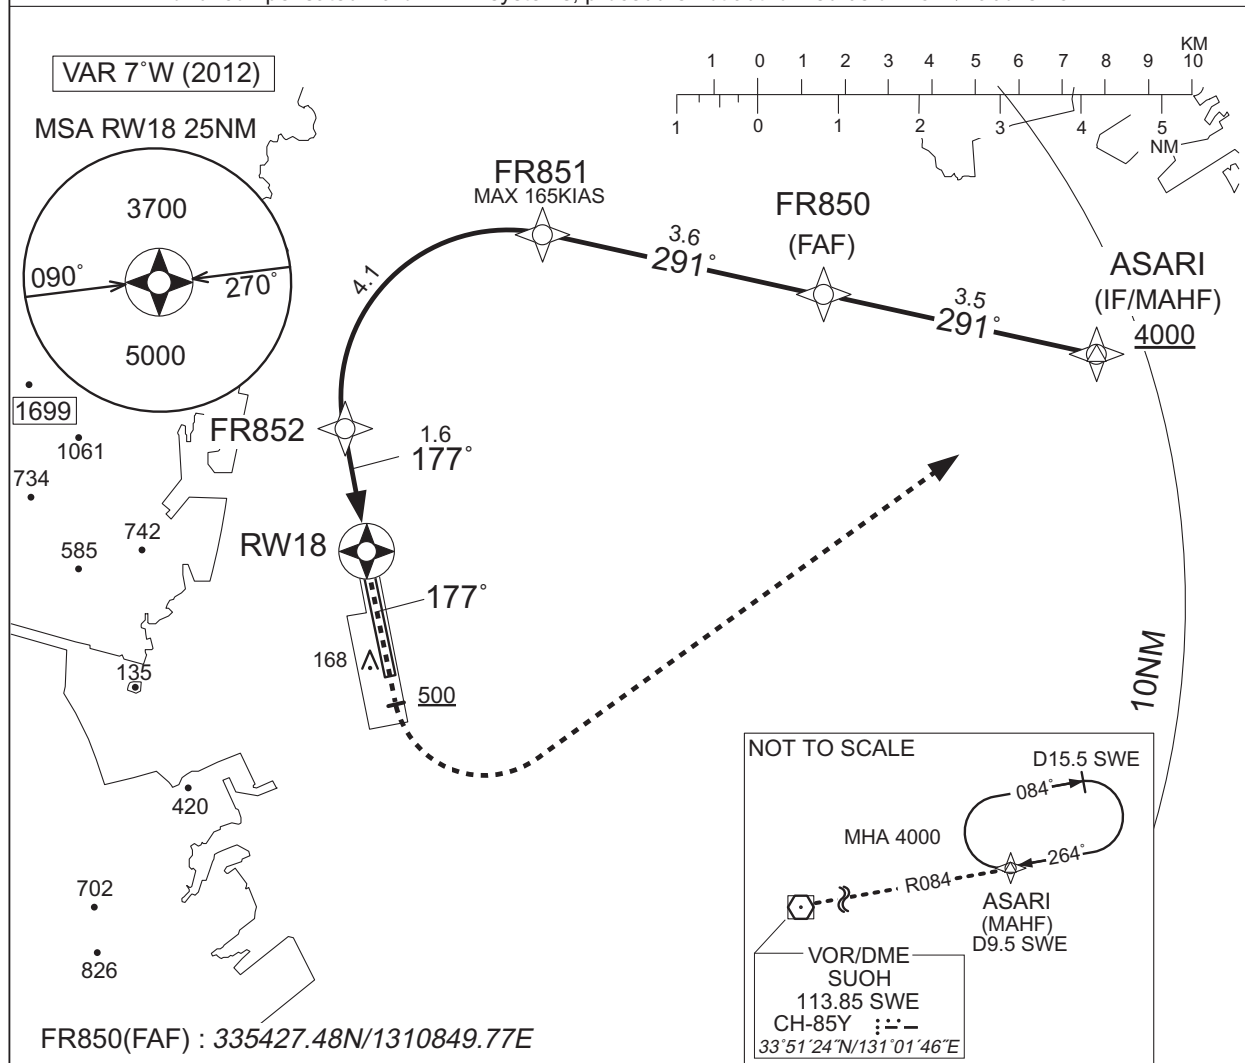 VAR 7˚W (2012)
MSA RW18 25NM
3700
090˚
270˚
5000
KM
1 0 1 2 3 4 5 6 7 8 9 10
1 0 1 2 3 4 5
NM
FR851
MAX 165KIAS
3.6
291˚
FR850
(FAF)
3.5
291˚
ASARI
(IF/MAHF)
4000
4.1
1699
1061
734
742
585
FR852
1.6
177˚
RW18
177˚
135
168
500
10NM
420
702
826
NOT TO SCALE
D15.5 SWE
084˚
MHA 4000
264˚
R084
ASARI
(MAHF)
D9.5 SWE
VOR/DME
SUOH
113.85 SWE
CH-85Y
33˚51´24˝N/131˚01´46˝E
FR850(FAF) : 335427.48N/1310849.77E